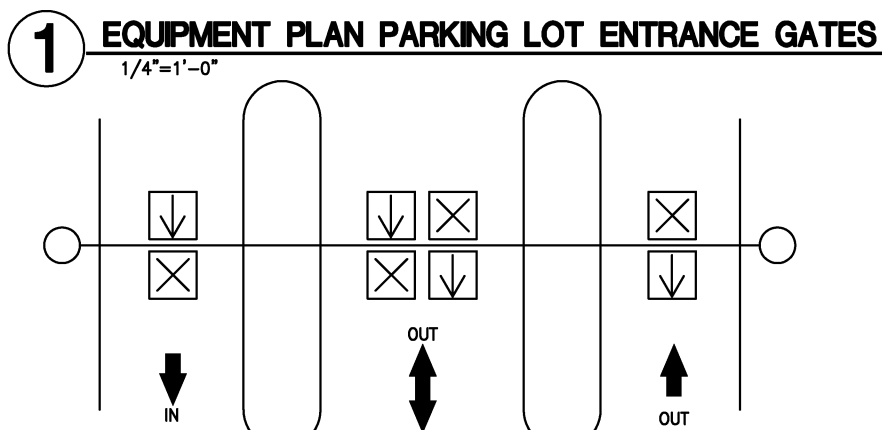 1 EQUIPMENT PLAN PARKING LOT ENTRANCE GATES
1/4"=1'-0"
OUT
IN
OUT